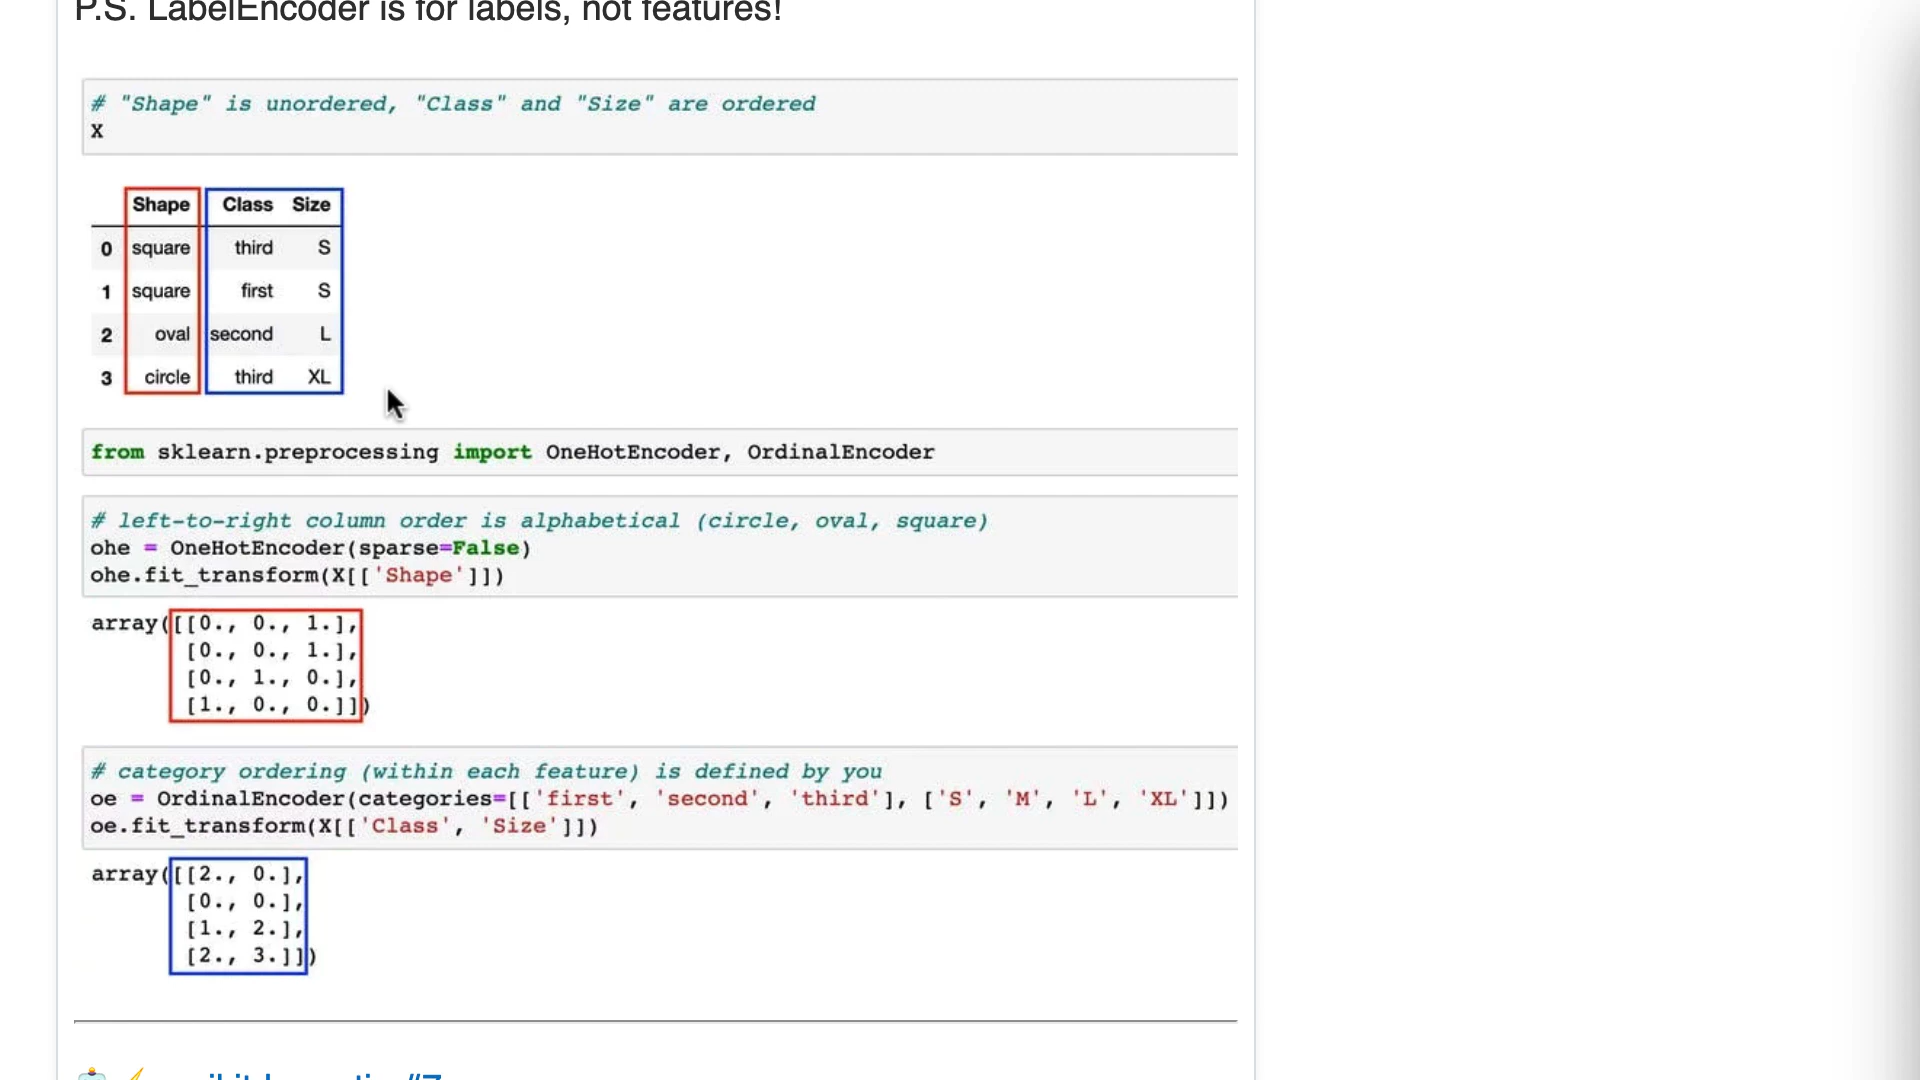 P.S. LabelEncoder is for labels, not features!
# "Shape" is unordered, "Class" and "Size" are ordered
X
Shape Class Size
0 square third S
1 square first S
2 oval second L
3 circle third XL
from sklearn.preprocessing import OneHotEncoder, OrdinalEncoder
# left-to-right column order is alphabetical (circle, oval, square)
ohe = OneHotEncoder(sparse=False)
ohe.fit_transform(X[['Shape']])
array([[0., 0., 1.],
[0., 0., 1.],
[0., 1., 0.],
[1., 0., 0.]])
# category ordering (within each feature) is defined by you
oe = OrdinalEncoder(categories=[['first', 'second', 'third'], ['S', 'M', 'L', 'XL']])
oe.fit_transform(X[['Class', 'Size']])
array([[2., 0.],
[0., 0.],
[1., 2.],
[2., 3.]])